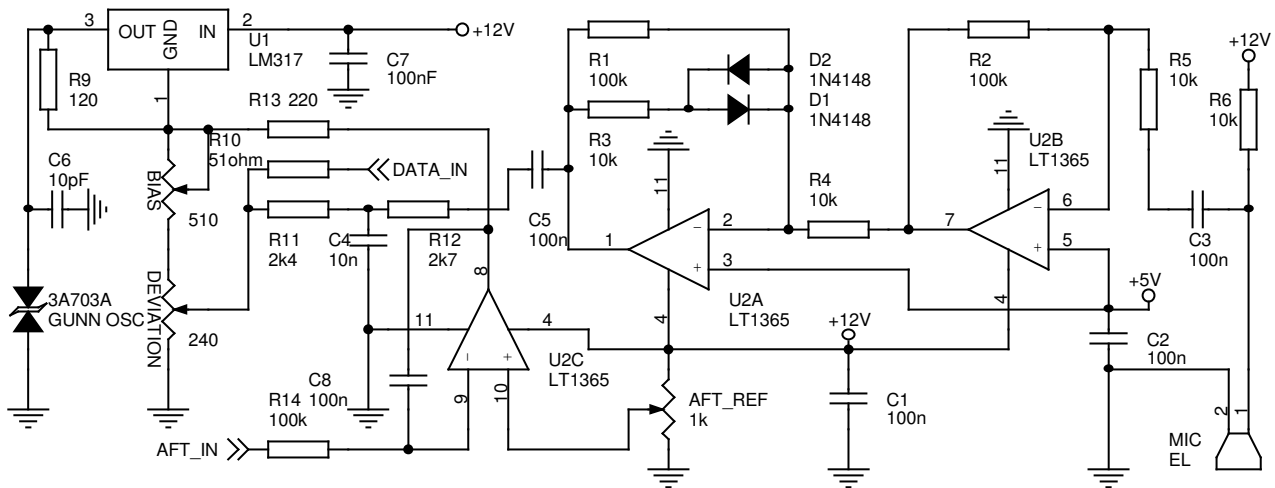 3
OUT
GND
IN
2
U1
LM317
1
+12V
C7
100nF
R9
120
R13 220
R10
51ohm
DATA_IN
C6
10pF
BIAS
510
R11
2k4
C4
10n
R12
2k7
C5
100n
3A703A
GUNN OSC
DEVIATION
240
8
11
4
U2C
LT1365
9
10
C8
100n
R14
100k
AFT_IN
R1
100k
D2
1N4148
D1
1N4148
R3
10k
11
1
2
3
4
U2A
LT1365
R4
10k
AFT_REF
1k
+12V
C1
100n
R2
100k
U2B
LT1365
11
7
6
5
4
R5
10k
+12V
R6
10k
C3
100n
+5V
C2
100n
2
1
MIC
EL